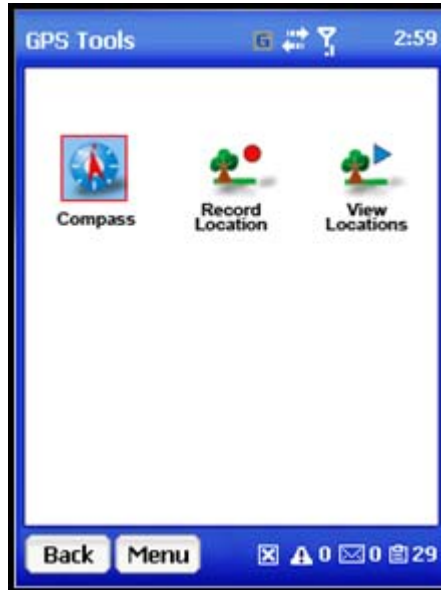 GPS Tools G 2:59
Compass
Record
Location
View
Locations
Back Menu 0 0 29